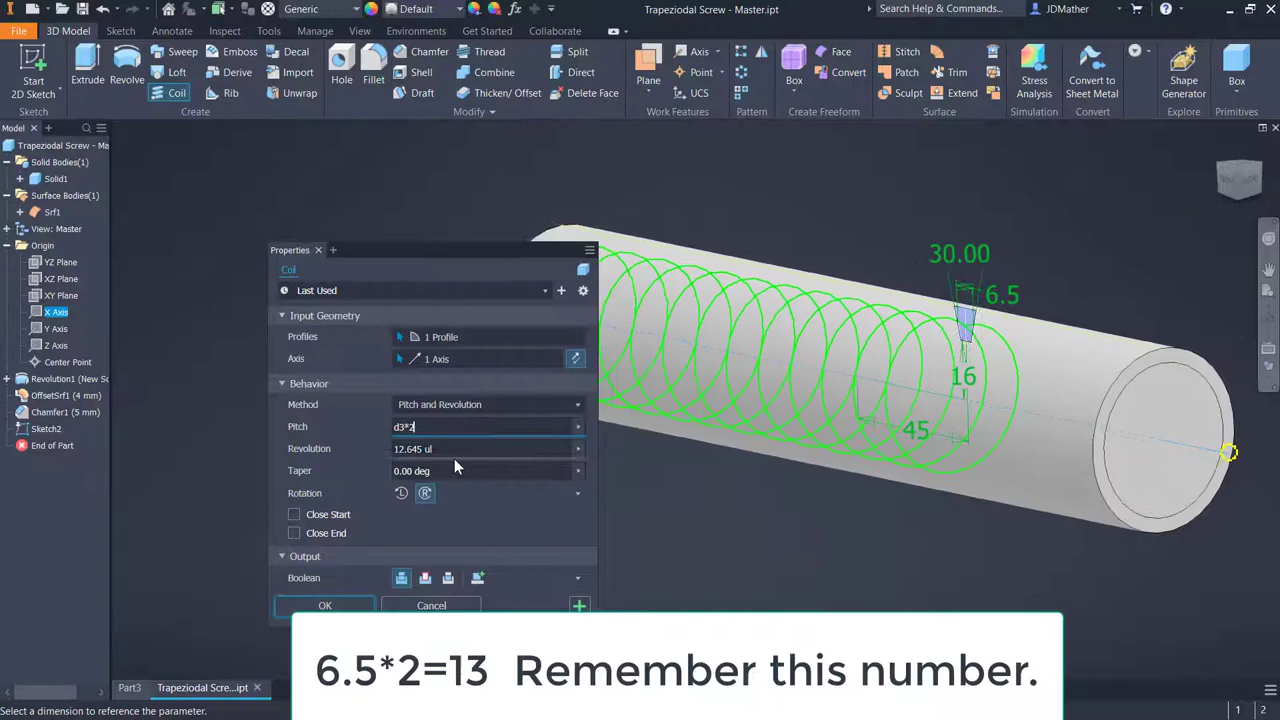 Generic
Default
Trapeziodal Screw - Master.ipt
Search Help & Commands...
JDMather
File
3D Model
Sketch
Annotate
Inspect
Tools
Manage
View
Environments
Get Started
Collaborate
Start
2D Sketch
Extrude
Revolve
Sweep
Loft
Coil
Emboss
Derive
Rib
Decal
Import
Unwrap
Create
Hole
Fillet
Chamfer
Shell
Draft
Thread
Combine
Thicken/ Offset
Split
Direct
Delete Face
Modify
Plane
Axis
Point
UCS
Work Features
Pattern
Box
Face
Convert
Create Freeform
Stitch
Patch
Sculpt
Trim
Extend
Surface
Stress
Analysis
Simulation
Convert to
Sheet Metal
Convert
Shape
Generator
Explore
Box
Primitives
Model
Trapeziodal Screw - Ma
Solid Bodies(1)
Solid1
Surface Bodies(1)
Srf1
View: Master
Origin
YZ Plane
XZ Plane
XY Plane
X Axis
Y Axis
Z Axis
Center Point
Revolution1 (New So
OffsetSrf1 (4 mm)
Chamfer1 (5 mm)
Sketch2
End of Part
Properties
Coil
Last Used
Input Geometry
Profiles
1 Profile
Axis
1 Axis
Behavior
Method
Pitch and Revolution
Pitch
d3*2
Revolution
12.645 ul
Taper
0.00 deg
Rotation
Close Start
Close End
Output
Boolean
OK
Cancel
30.00
6.5
16
45
6.5*2=13 Remember this number.
Part3
Trapeziodal Scre...ipt
Select a dimension to reference the parameter.
1
2